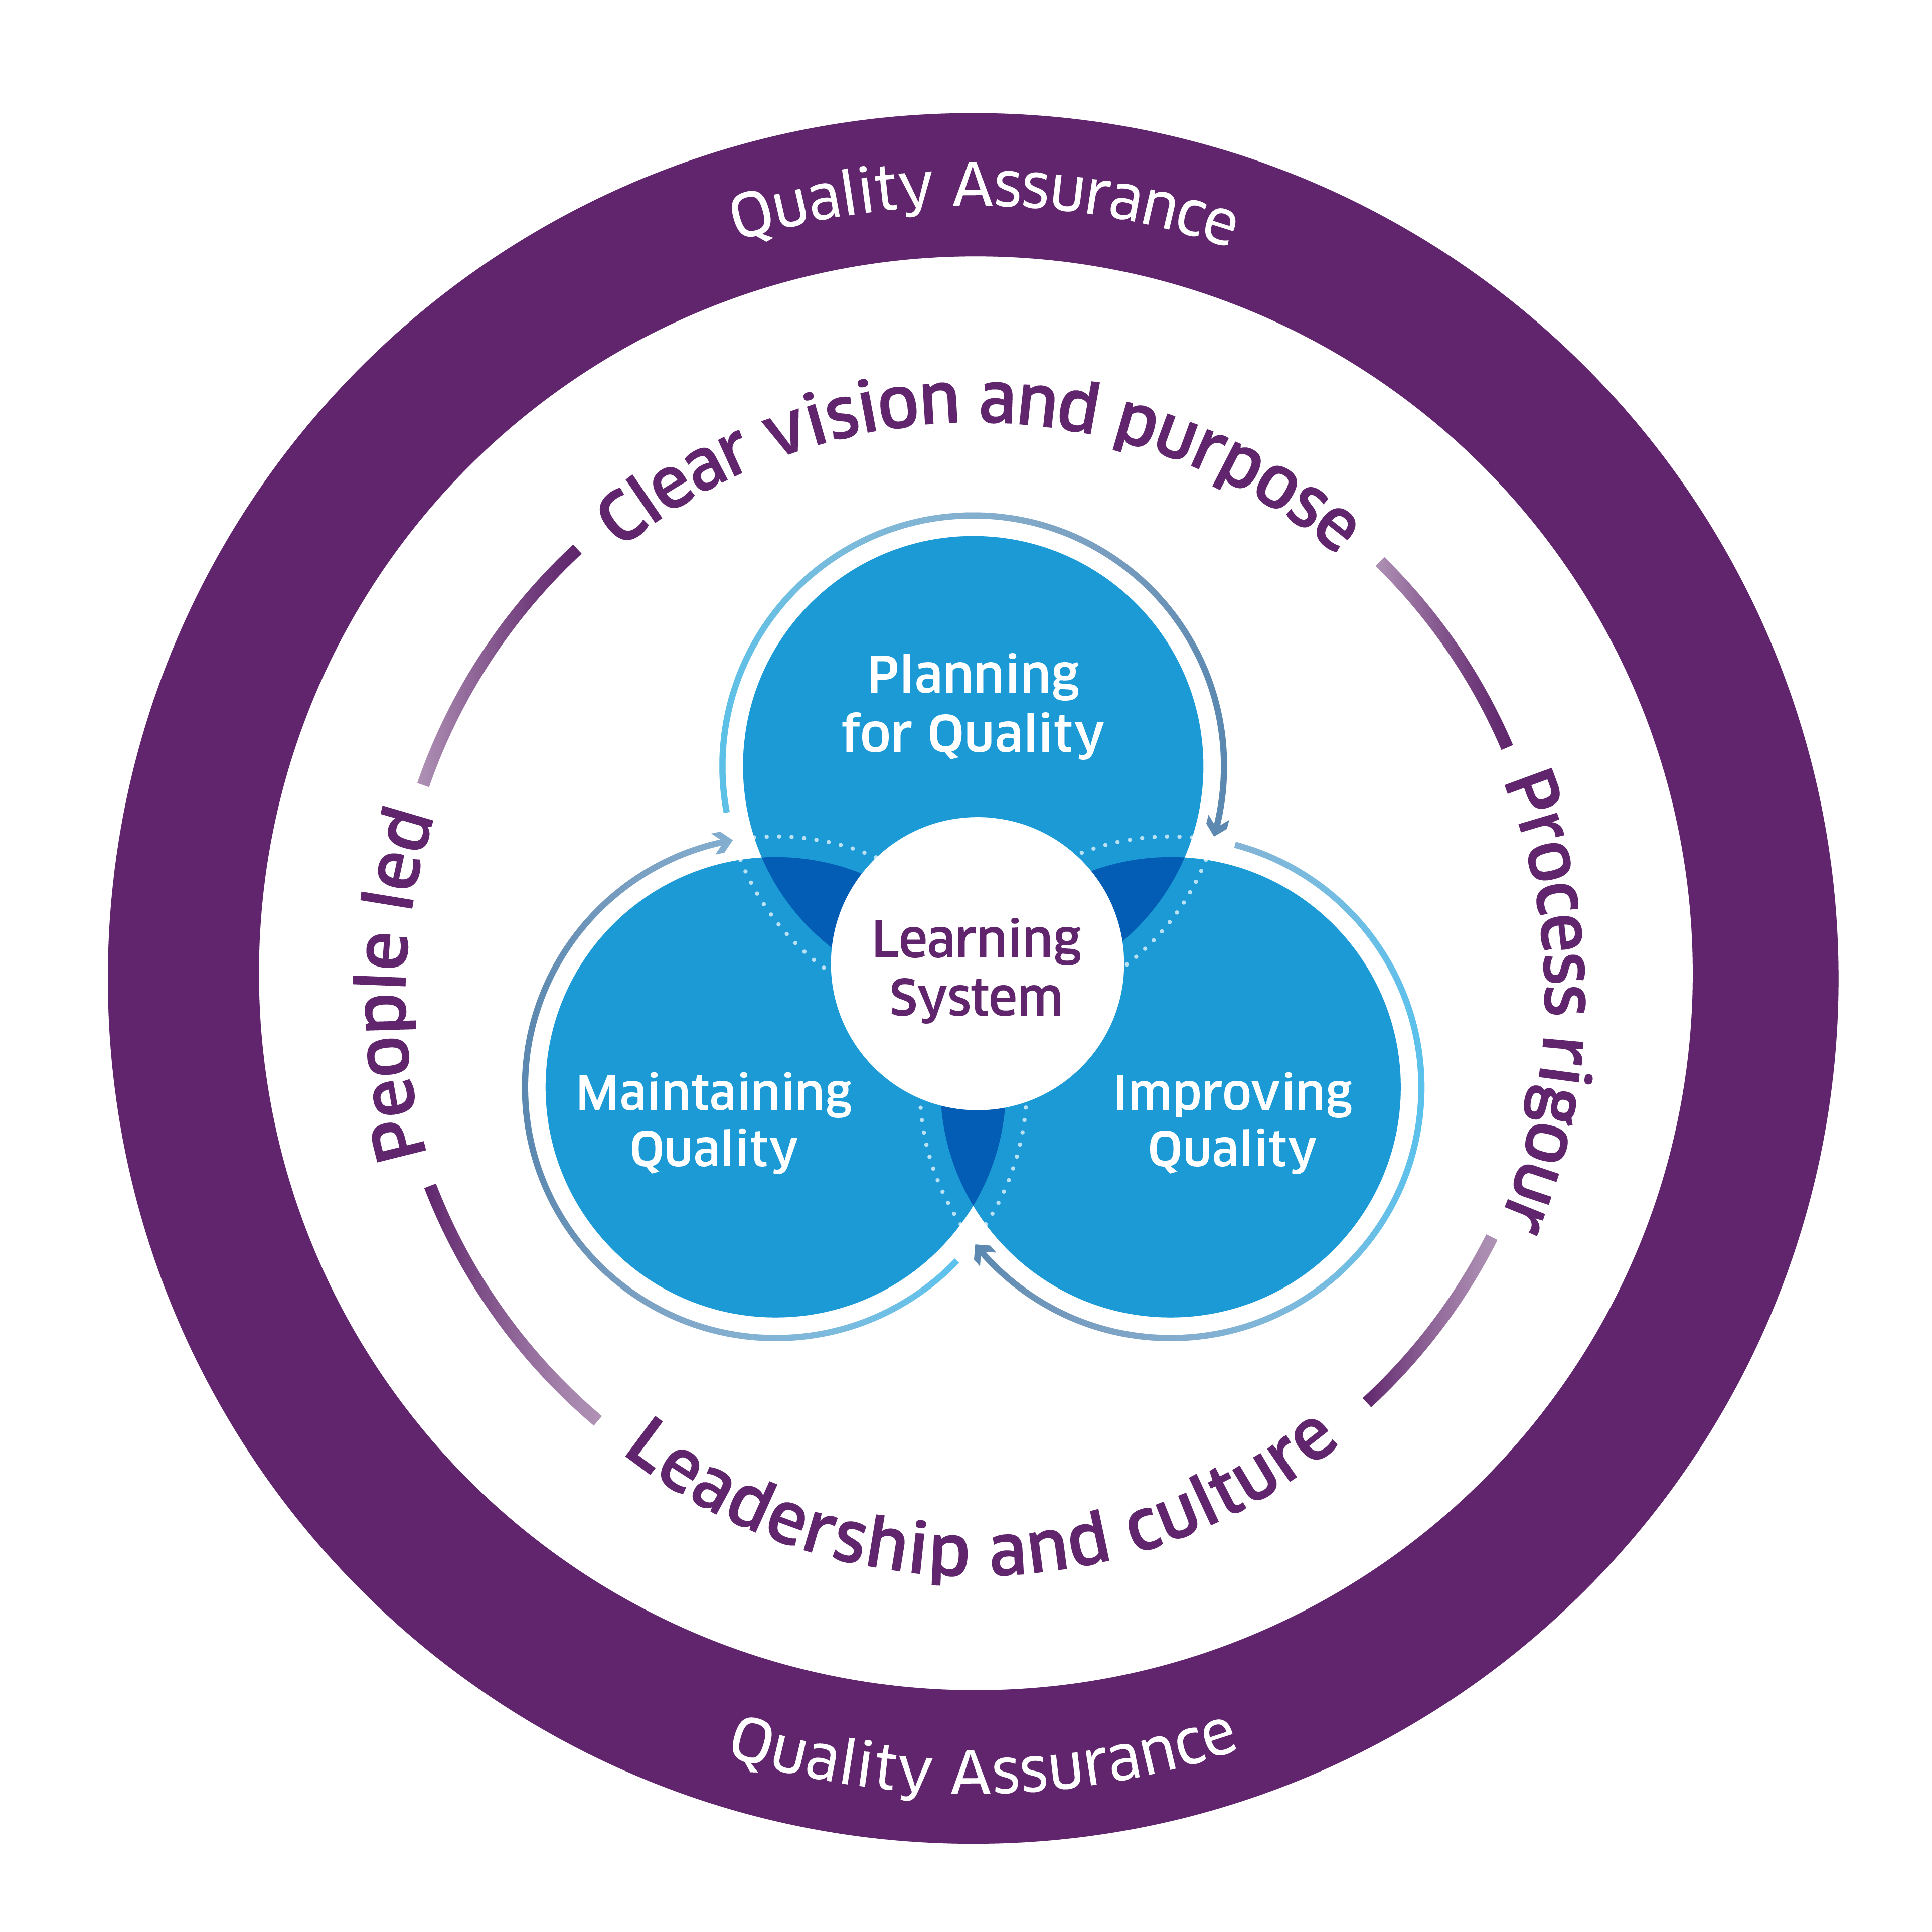 Quality Assurance
Clear vision and purpose
Process rigour
Leadership and culture
People led
Planning
for Quality
Learning
System
Maintaining
Quality
Improving
Quality
Quality Assurance